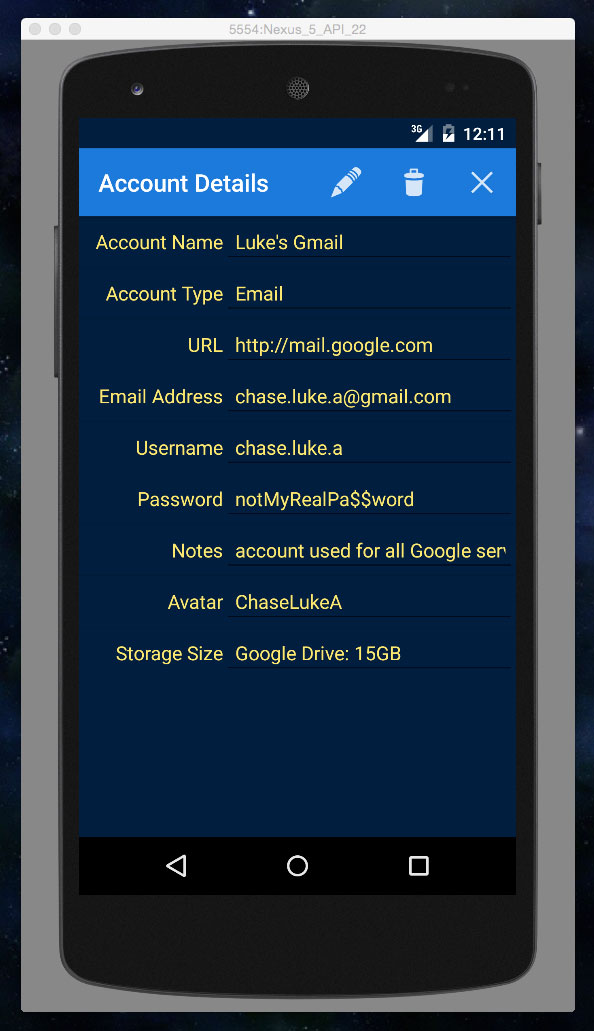 5554:Nexus_5_API_22
3G 12:11
Account Details
Account Name Luke's Gmail
Account Type Email
URL http://mail.google.com
Email Address chase.luke.a@gmail.com
Username chase.luke.a
Password notMyRealPa$$word
Notes account used for all Google serv
Avatar ChaseLukeA
Storage Size Google Drive: 15GB